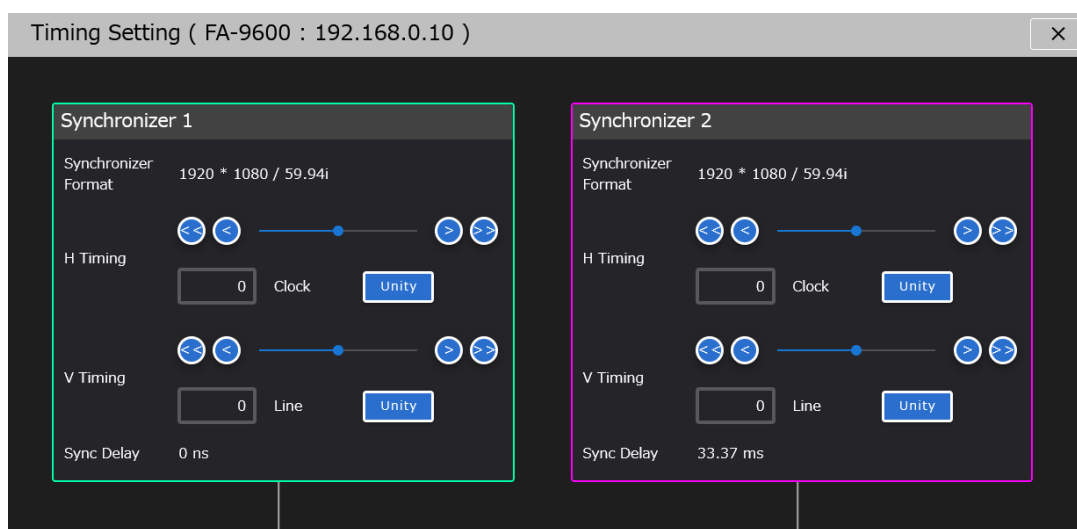 Timing Setting ( FA-9600 : 192.168.0.10 )
×
Synchronizer 1
Synchronizer
Format
1920 * 1080 / 59.94i
<< < > >>
H Timing
0 Clock Unity
<< < > >>
V Timing
0 Line Unity
Sync Delay 0 ns
Synchronizer 2
Synchronizer
Format
1920 * 1080 / 59.94i
<< < > >>
H Timing
0 Clock Unity
<< < > >>
V Timing
0 Line Unity
Sync Delay 33.37 ms